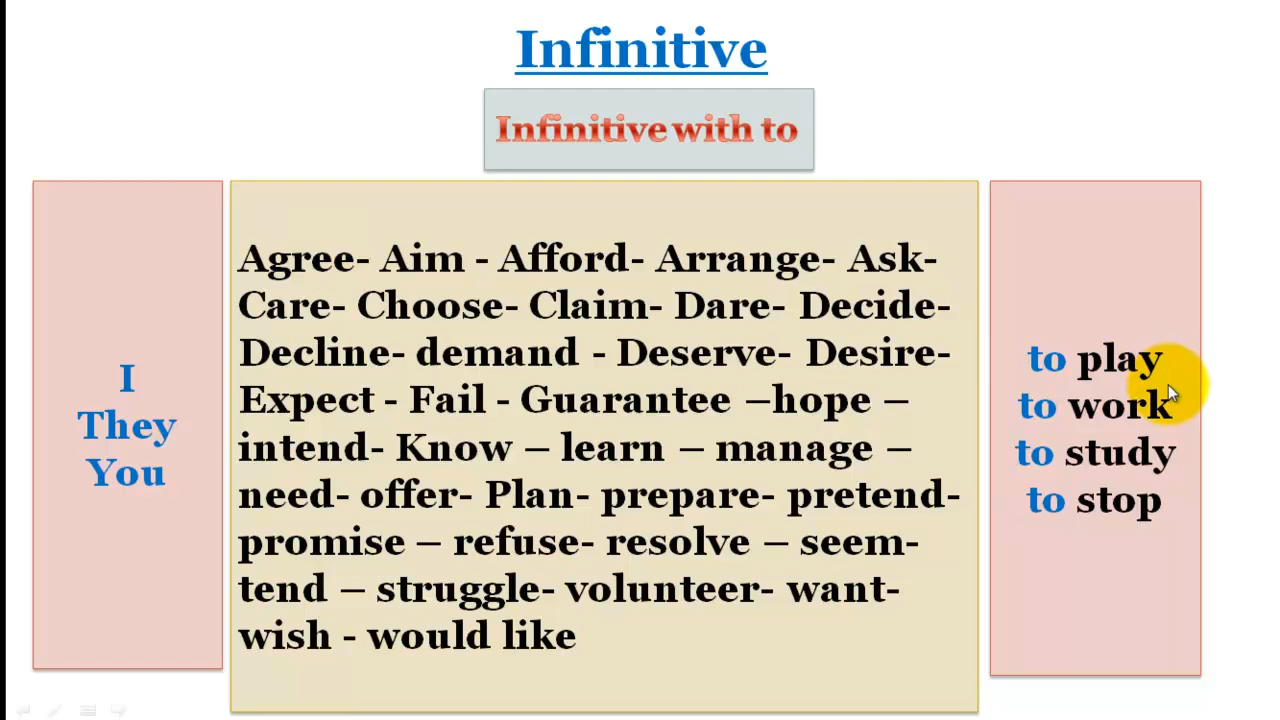 Infinitive
Infinitive with to
I
They
You
Agree- Aim - Afford- Arrange- Ask-
Care- Choose- Claim- Dare- Decide-
Decline- demand - Deserve- Desire-
Expect - Fail - Guarantee –hope –
intend- Know – learn – manage –
need- offer- Plan- prepare- pretend-
promise – refuse- resolve – seem-
tend – struggle- volunteer- want-
wish - would like
to play
to work
to study
to stop